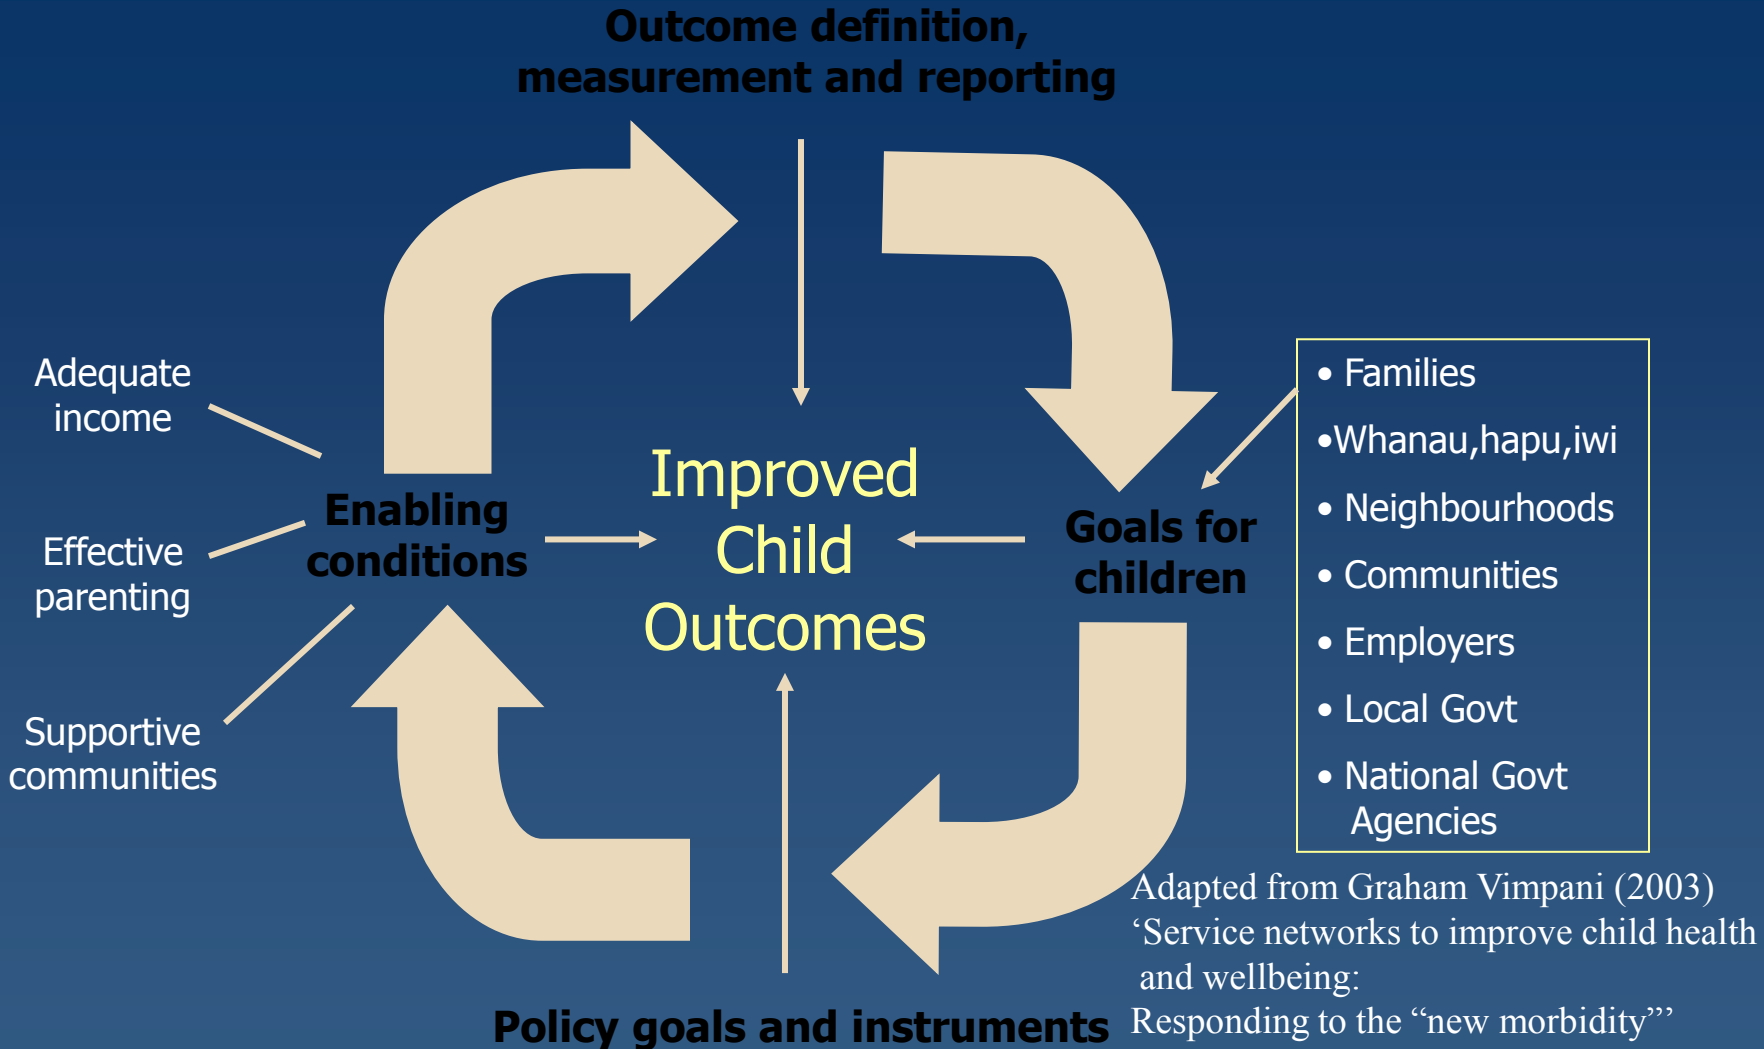 Outcome definition,
measurement and reporting
Adequate
income
Effective
parenting
Supportive
communities
Enabling
conditions
Improved
Child
Outcomes
Goals for
children
• Families
•Whanau,hapu,iwi
• Neighbourhoods
• Communities
• Employers
• Local Govt
• National Govt
Agencies
Policy goals and instruments
Adapted from Graham Vimpani (2003)
‘Service networks to improve child health
and wellbeing:
Responding to the “new morbidity”’